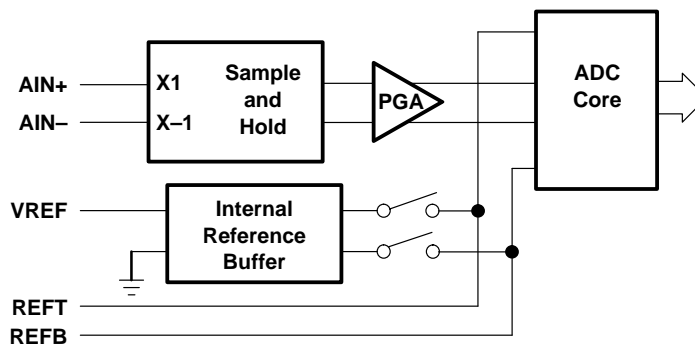 AIN+
AIN–
X1
X–1
Sample
and
Hold
PGA
ADC
Core
VREF
Internal
Reference
Buffer
REFT
REFB